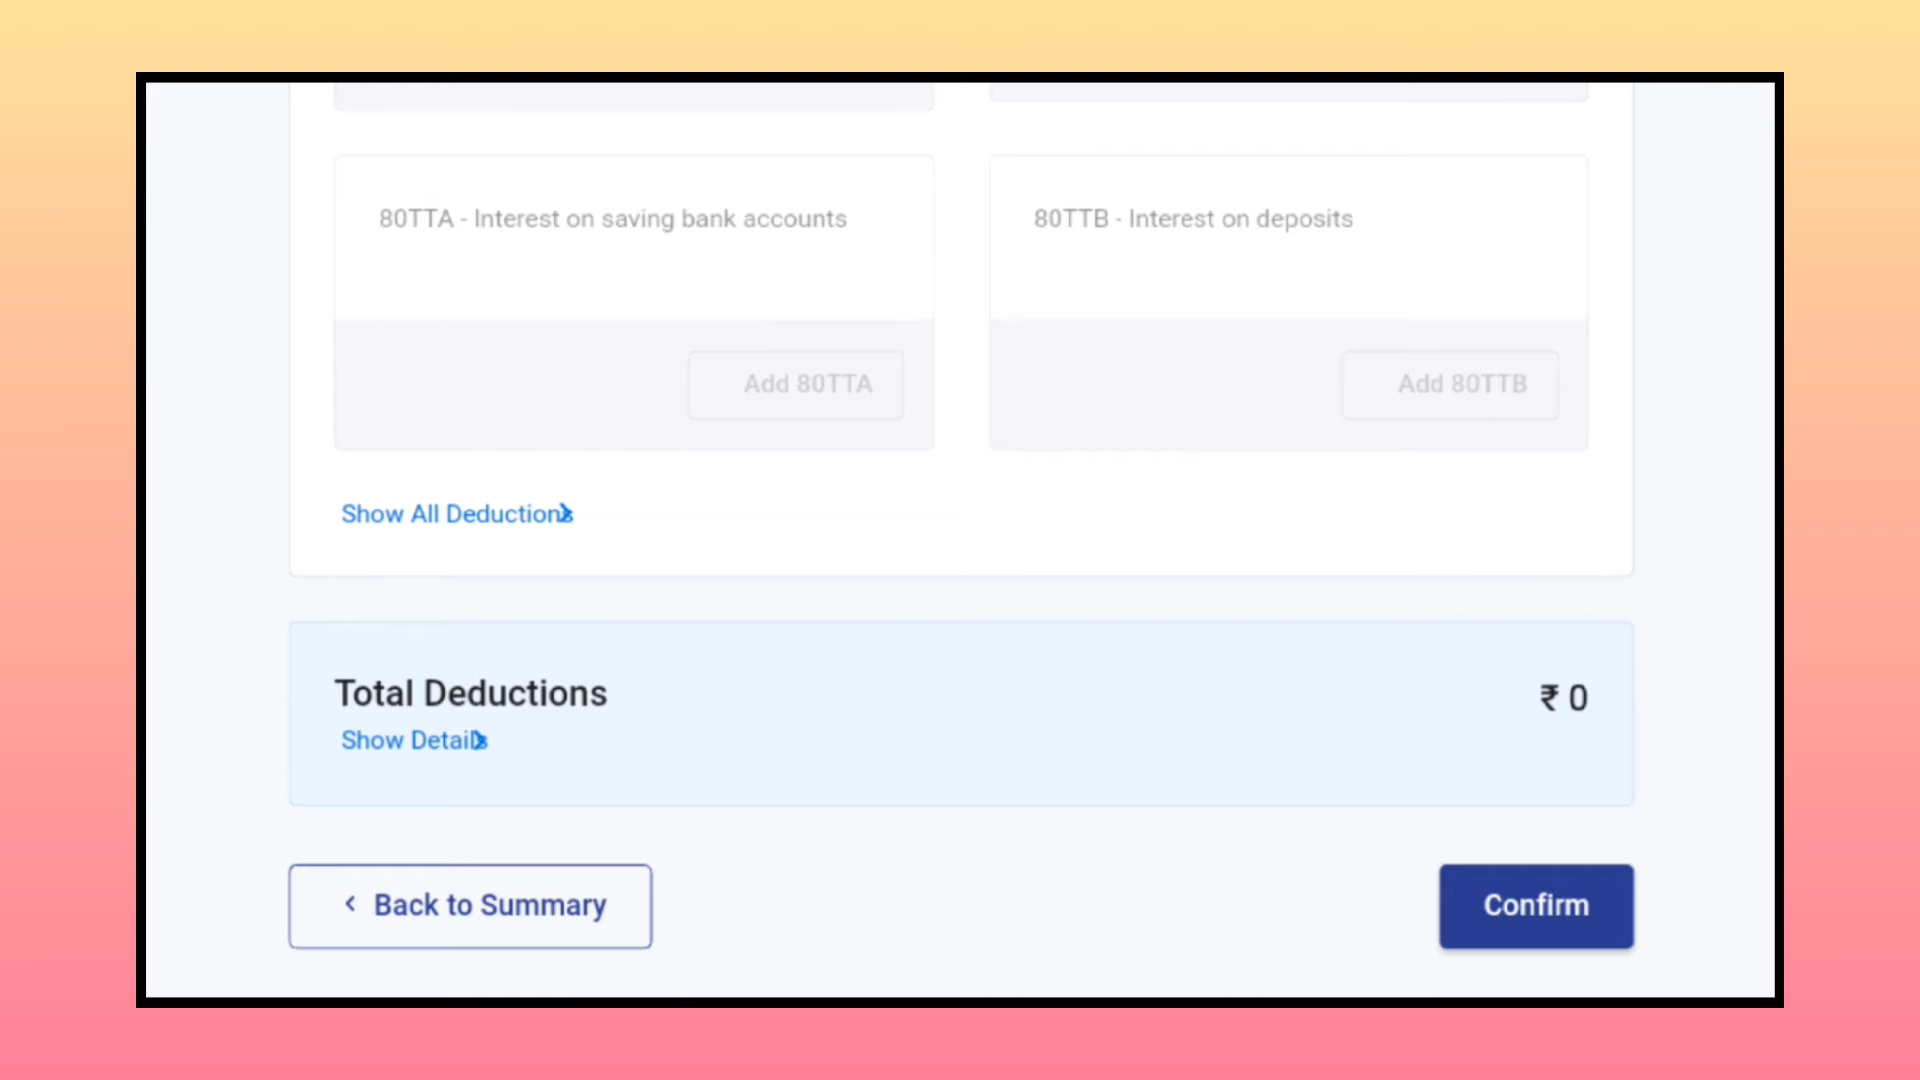 80TTA - Interest on saving bank accounts
80TTB - Interest on deposits
Add 80TTA
Add 80TTB
Show All Deductions
Total Deductions
₹ 0
Show Details
Back to Summary
Confirm